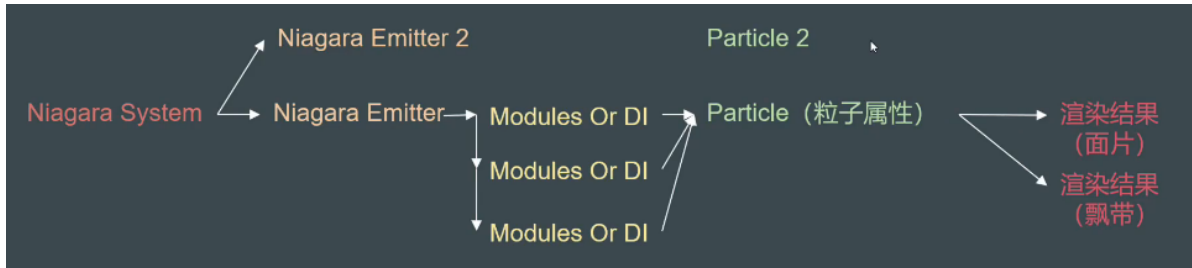 Niagara Emitter 2
Particle 2
Niagara System
Niagara Emitter
Modules Or DI
Particle（粒子属性）
渲染结果
（面片）
Modules Or DI
渲染结果
（飘带）
Modules Or DI